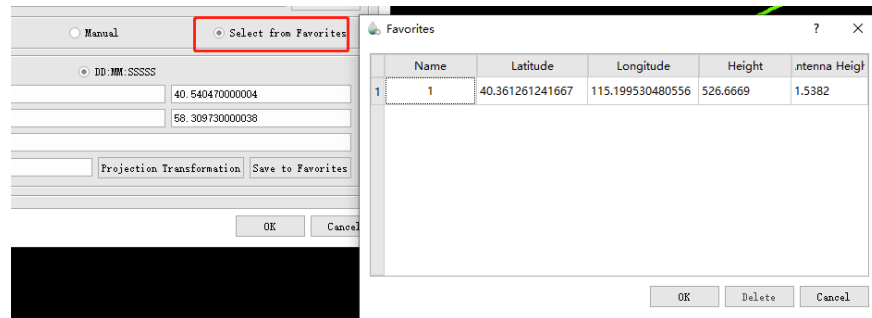 Manual Select from Favorites
DD:MM:SSSSS
40.540470000004
58.309730000038
Projection Transformation Save to Favorites
OK Cancel
Favorites ? ×
Name Latitude Longitude Height ntenna Heigh
1 1 40.361261241667 115.199530480556 526.6669 1.5382
OK Delete Cancel